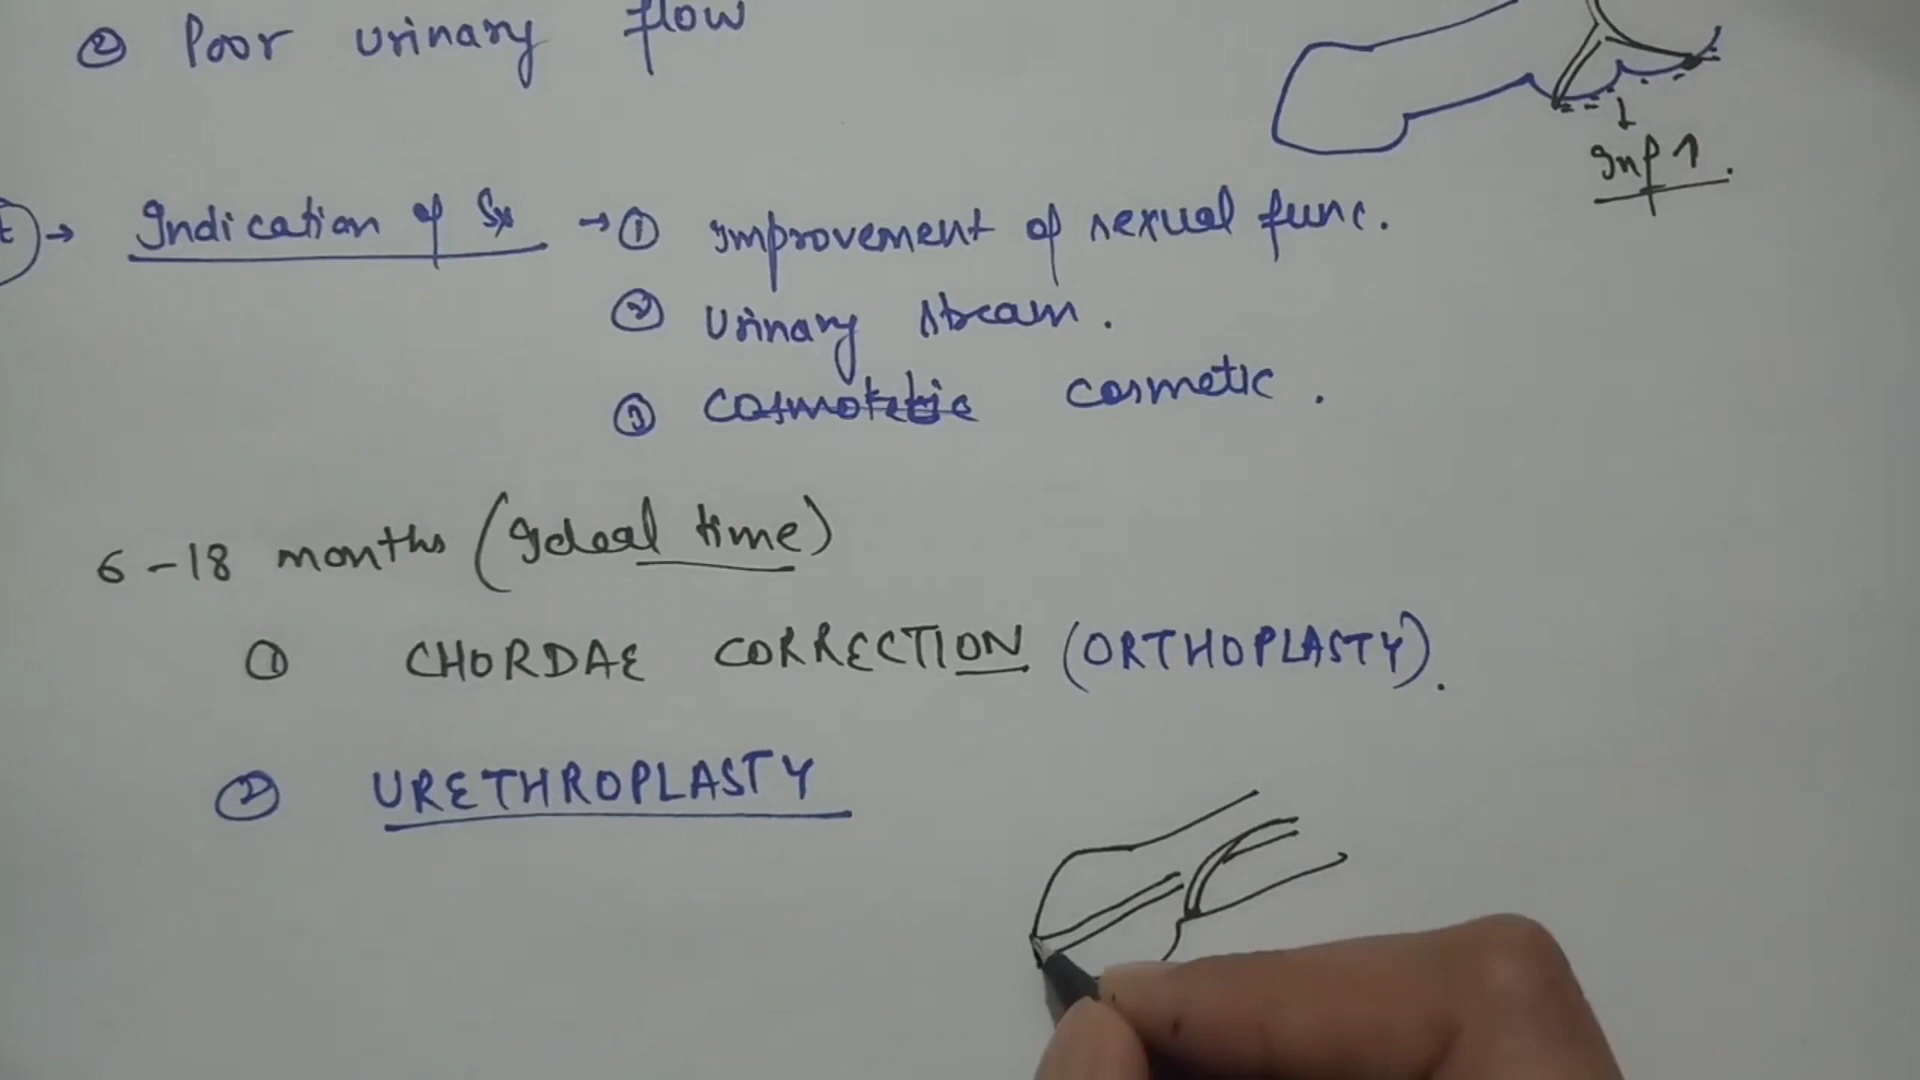 ② Poor urinary flow
Inf↑.
→ Indication of Sx → ① Improvement of sexual func.
② Urinary stream.
③ cosmetic.
6-18 months (Ideal time)
① CHORDAE CORRECTION (ORTHOPLASTY).
② URETHROPLASTY